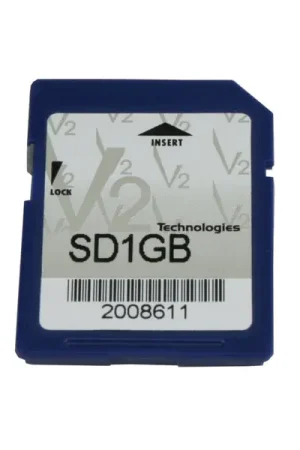 INSERT
LOCK
V2
Technologies
SD1GB
2008611